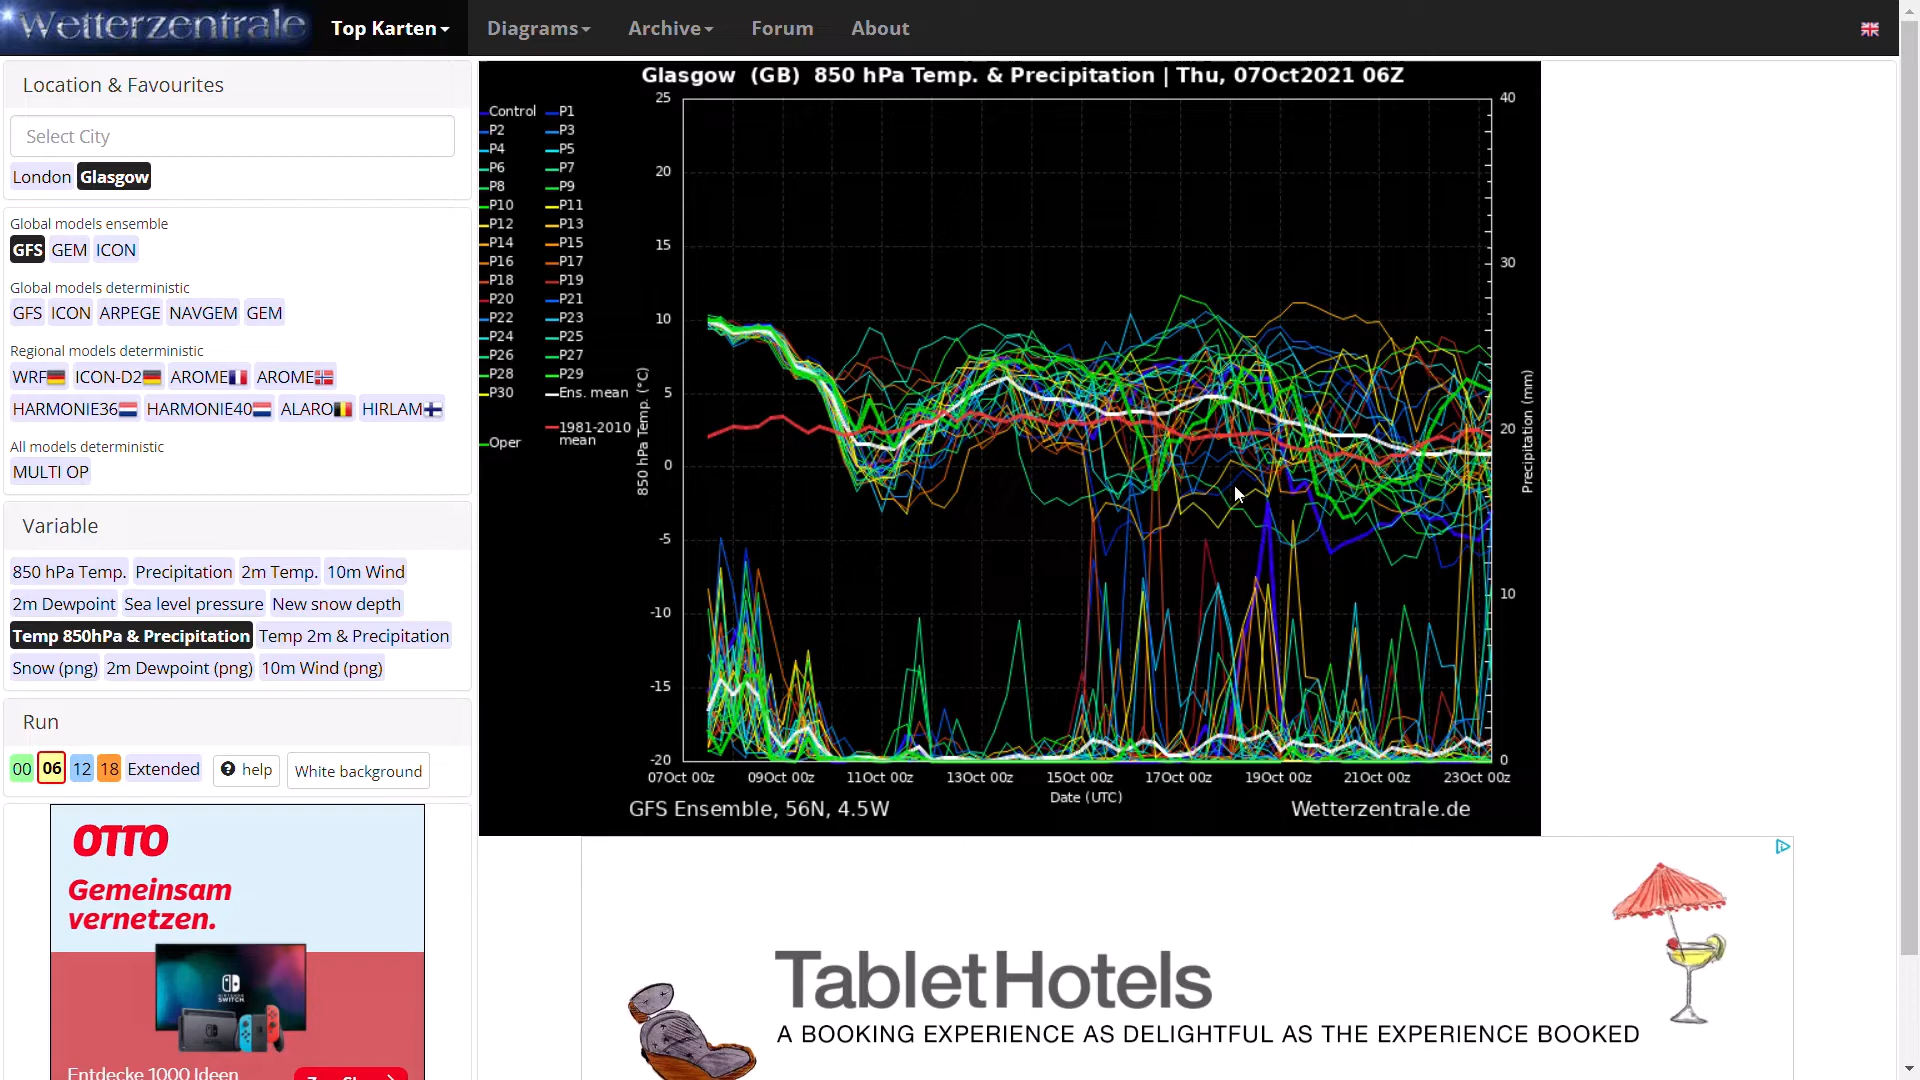 Wetterzentrale
Top Karten
Diagrams
Archive
Forum
About
Location & Favourites
Select City
London Glasgow
Global models ensemble
GFS GEM ICON
Global models deterministic
GFS ICON ARPEGE NAVGEM GEM
Regional models deterministic
WRF ICON-D2 AROME AROME
HARMONIE36 HARMONIE40 ALARO HIRLAM
All models deterministic
MULTI OP
Variable
850 hPa Temp. Precipitation 2m Temp. 10m Wind
2m Dewpoint Sea level pressure New snow depth
Temp 850hPa & Precipitation Temp 2m & Precipitation
Snow (png) 2m Dewpoint (png) 10m Wind (png)
Run
00 06 12 18 Extended help White background
OTTO
Gemeinsam
vernetzen.
NINTENDO
SWITCH
Entdecke 1000 Ideen
Glasgow (GB) 850 hPa Temp. & Precipitation | Thu, 07Oct2021 06Z
Control P1
P2 P3
P4 P5
P6 P7
P8 P9
P10 P11
P12 P13
P14 P15
P16 P17
P18 P19
P20 P21
P22 P23
P24 P25
P26 P27
P28 P29
P30 Ens. mean
Oper 1981-2010
mean
850 hPa Temp. (°C)
25
20
15
10
5
0
-5
-10
-15
-20
40
30
20
10
0
Precipitation (mm)
07Oct 00z 09Oct 00z 11Oct 00z 13Oct 00z 15Oct 00z 17Oct 00z 19Oct 00z 21Oct 00z 23Oct 00z
Date (UTC)
GFS Ensemble, 56N, 4.5W
Wetterzentrale.de
TabletHotels
A BOOKING EXPERIENCE AS DELIGHTFUL AS THE EXPERIENCE BOOKED